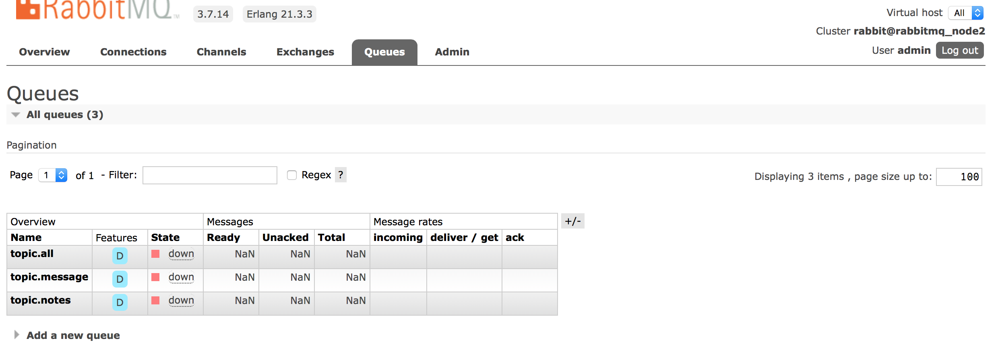 RabbitMQ TM 3.7.14 Erlang 21.3.3
Virtual host All
Cluster rabbit@rabbitmq_node2
User admin Log out
Overview Connections Channels Exchanges Queues Admin
Queues
All queues (3)
Pagination
Page 1 of 1 - Filter: Regex ?
Displaying 3 items , page size up to: 100
Overview Messages Message rates +/-
Name Features State Ready Unacked Total incoming deliver / get ack
topic.all D down NaN NaN NaN
topic.message D down NaN NaN NaN
topic.notes D down NaN NaN NaN
Add a new queue